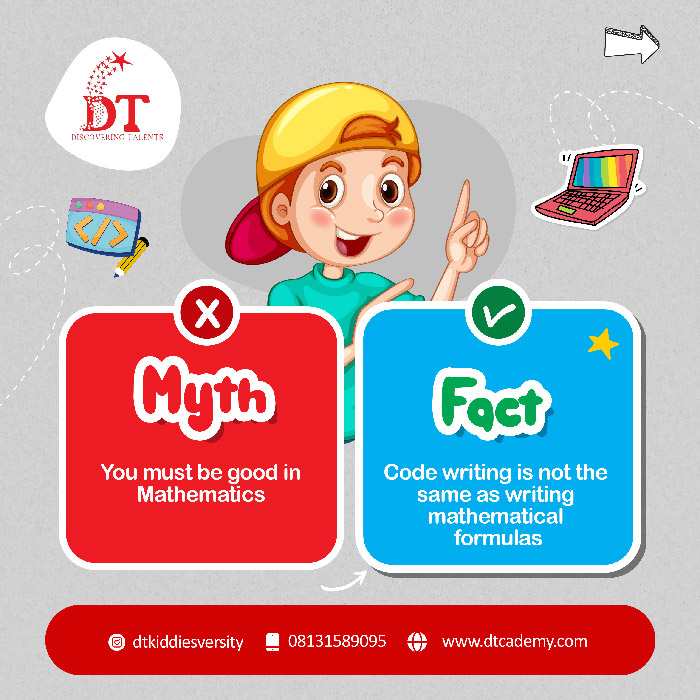 DT
DISCOVERING TALENTS
</>
Myth
You must be good in
Mathematics
Fact
Code writing is not the
same as writing
mathematical
formulas
dtkiddiesversity
08131589095
www.dtcademy.com